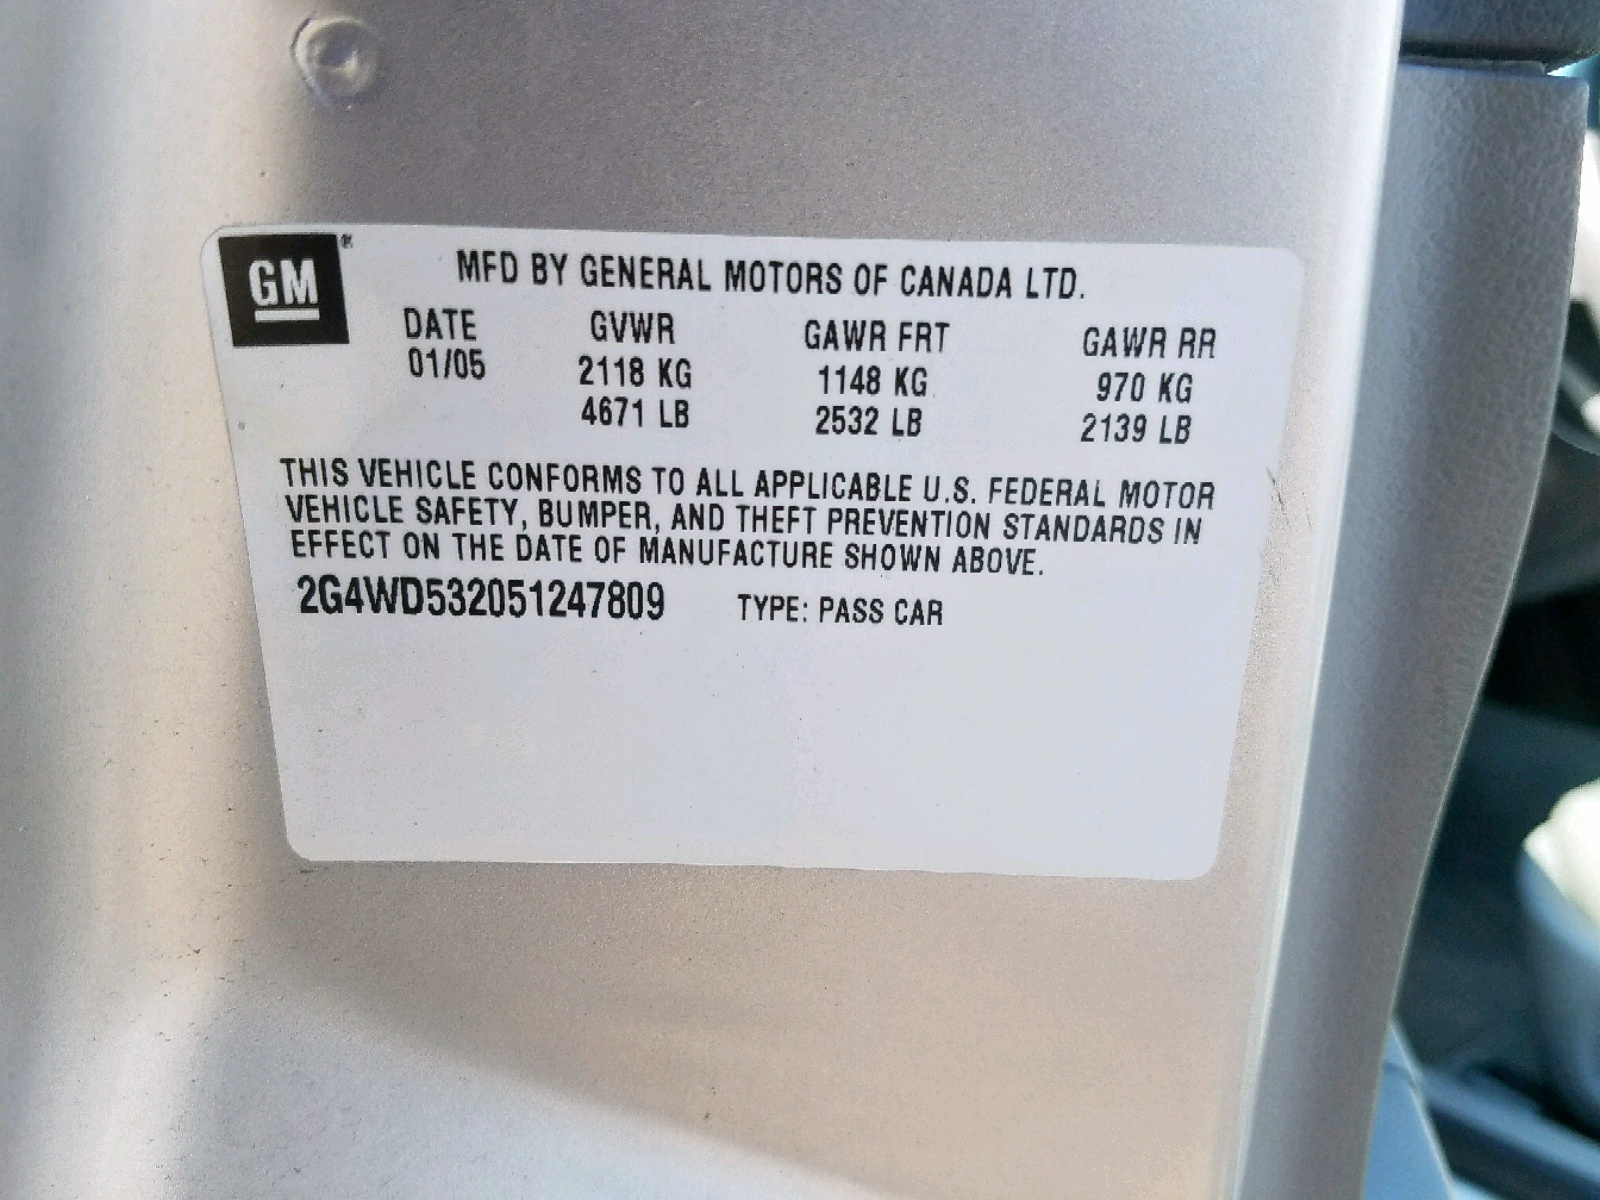 GM®
MFD BY GENERAL MOTORS OF CANADA LTD.
DATE GVWR GAWR FRT GAWR RR
01/05 2118 KG 1148 KG 970 KG
4671 LB 2532 LB 2139 LB
THIS VEHICLE CONFORMS TO ALL APPLICABLE U.S. FEDERAL MOTOR
VEHICLE SAFETY, BUMPER, AND THEFT PREVENTION STANDARDS IN
EFFECT ON THE DATE OF MANUFACTURE SHOWN ABOVE.
2G4WD532051247809 TYPE: PASS CAR